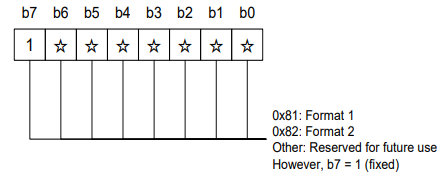 b7 b6 b5 b4 b3 b2 b1 b0
1 ☆ ☆ ☆ ☆ ☆ ☆ ☆
0x81: Format 1
0x82: Format 2
Other: Reserved for future use
However, b7 = 1 (fixed)